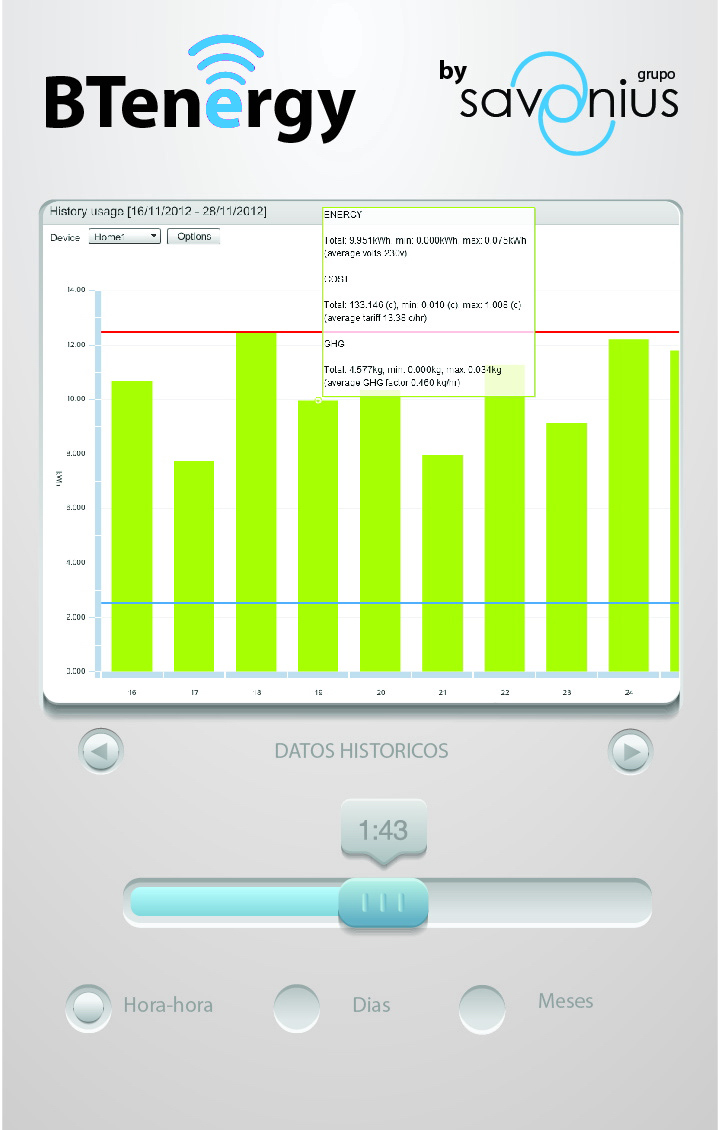 BTenergy
by
grupo
savonius
History usage [16/11/2012 - 28/11/2012]
Device Home1 Options
ENERGY
Total: 9.951kWh, min: 0.000kWh, max: 0.075kWh
(average volts 230v)
COST
Total: 133.146 (c), min: 0.010 (c), max: 1.008 (c)
(average tariff 13.38 c/hr)
GHG
Total: 4.577kg, min: 0.000kg, max: 0.034kg
(average GHG factor 0.460 kg/hr)
14.00
12.00
10.00
8.000
6.000
4.000
2.000
0.000
kWh
16 17 18 19 20 21 22 23 24
DATOS HISTORICOS
1:43
Hora-hora Dias Meses